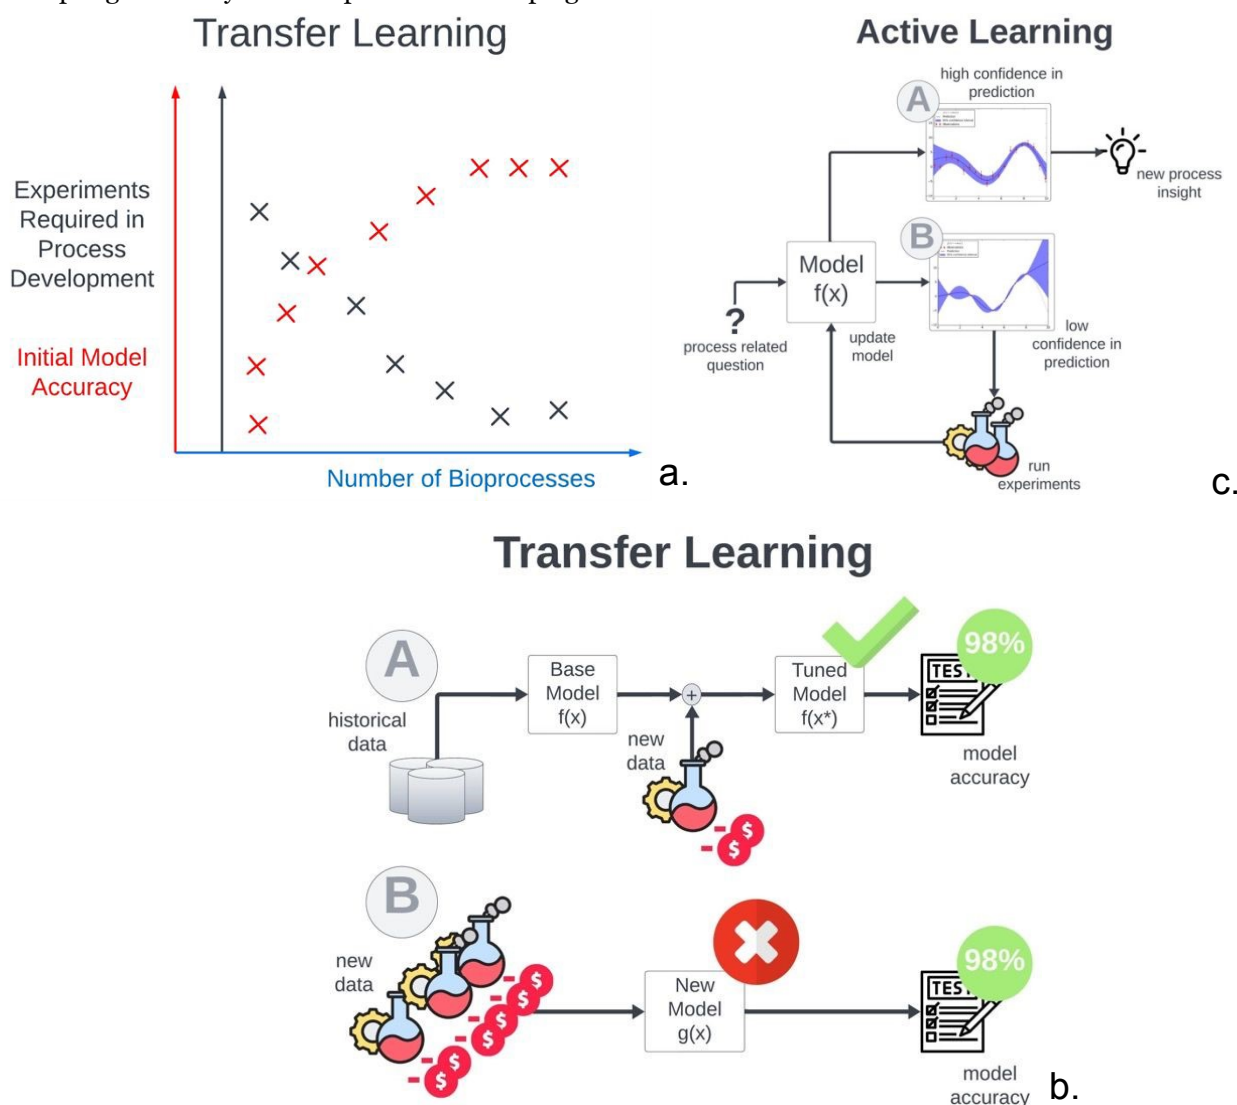 Transfer Learning
Experiments
Required in
Process
Development
Initial Model
Accuracy
Number of Bioprocesses
a.
Active Learning
high confidence in
prediction
A
new process
insight
B
Model
f(x)
?
process related
question
update
model
low
confidence in
prediction
run
experiments
c.
Transfer Learning
A
historical
data
Base
Model
f(x)
+
new
data
$
$
Tuned
Model
f(x*)
TEST
98%
model
accuracy
B
new
data
$
$
$
$
$
$
New
Model
g(x)
TEST
98%
model
accuracy
b.